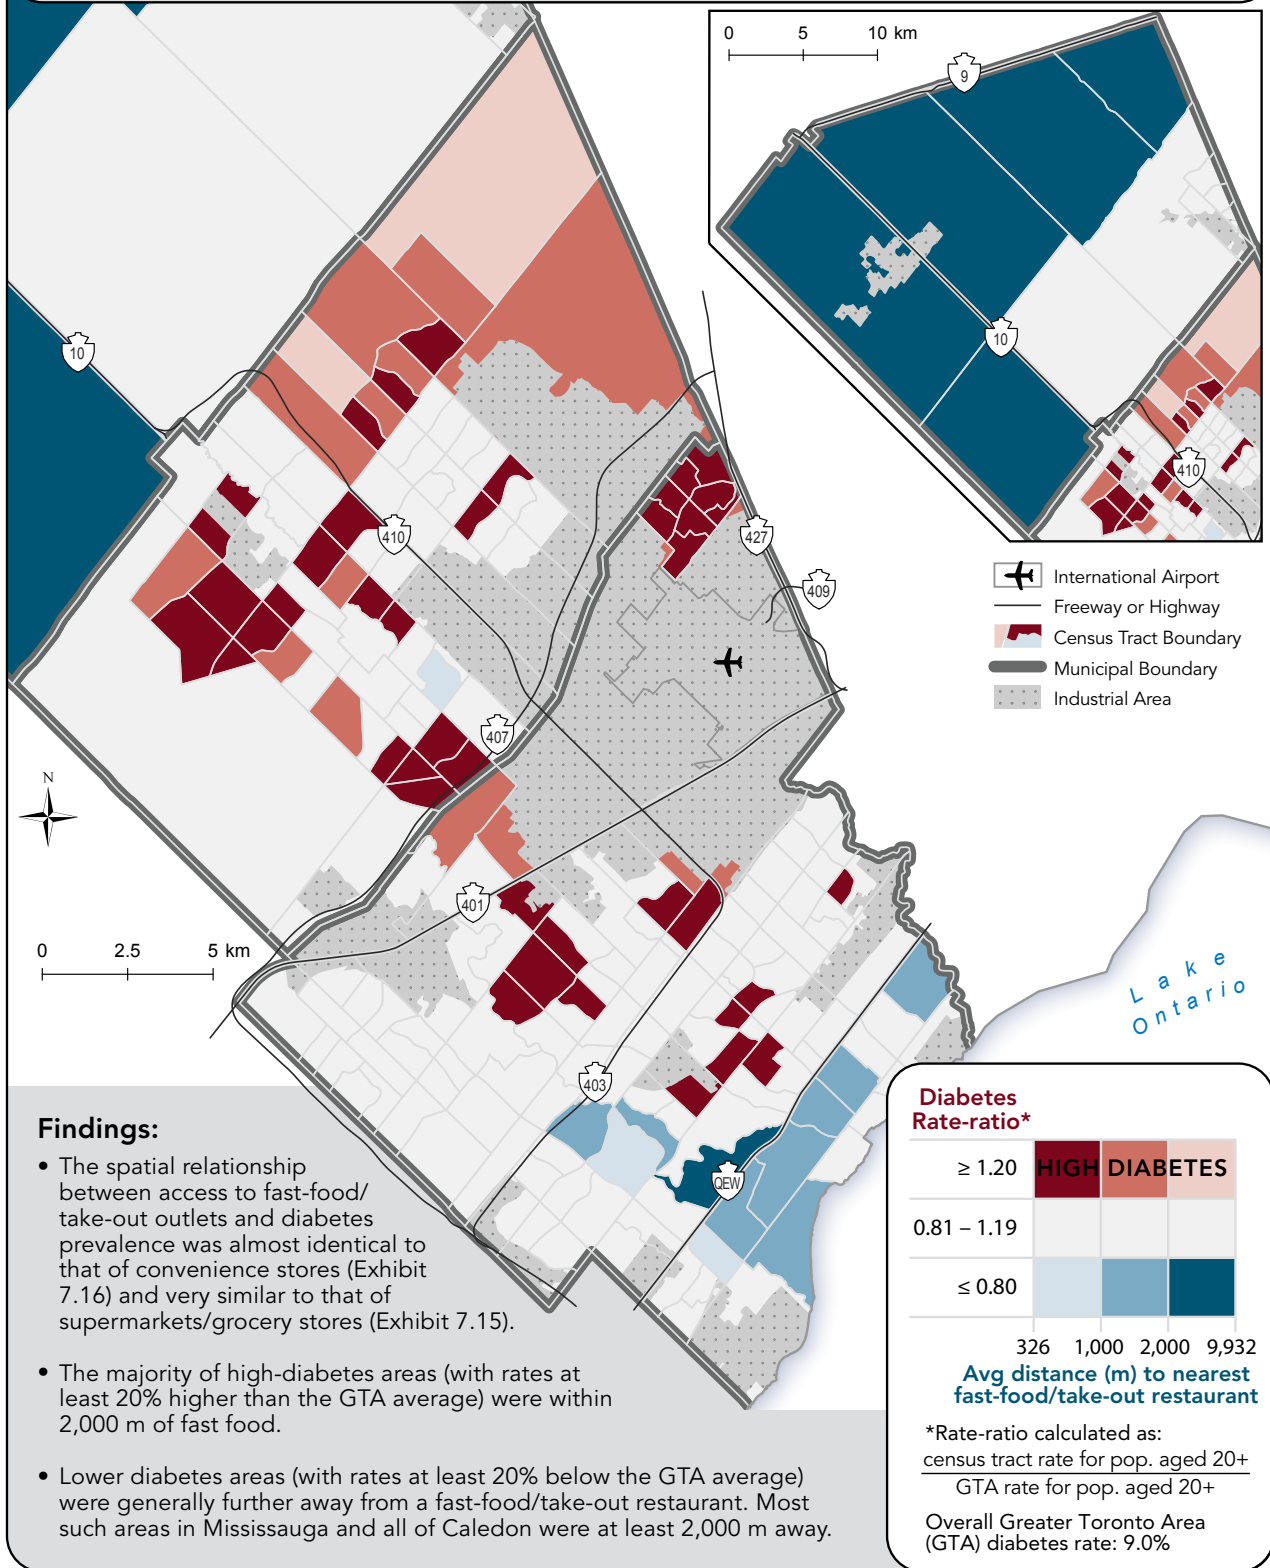 0 5 10 km
9
10
410
10
410
427
409
407
401
403
QEW
International Airport
Freeway or Highway
Census Tract Boundary
Municipal Boundary
Industrial Area
N
0 2.5 5 km
Lake
Ontario
Findings:
• The spatial relationship
between access to fast-food/
take-out outlets and diabetes
prevalence was almost identical to
that of convenience stores (Exhibit
7.16) and very similar to that of
supermarkets/grocery stores (Exhibit 7.15).
• The majority of high-diabetes areas (with rates at
least 20% higher than the GTA average) were within
2,000 m of fast food.
• Lower diabetes areas (with rates at least 20% below the GTA average)
were generally further away from a fast-food/take-out restaurant. Most
such areas in Mississauga and all of Caledon were at least 2,000 m away.
Diabetes
Rate-ratio*
≥ 1.20 HIGH DIABETES
0.81 – 1.19
≤ 0.80
326 1,000 2,000 9,932
Avg distance (m) to nearest
fast-food/take-out restaurant
*Rate-ratio calculated as:
census tract rate for pop. aged 20+
GTA rate for pop. aged 20+
Overall Greater Toronto Area
(GTA) diabetes rate: 9.0%